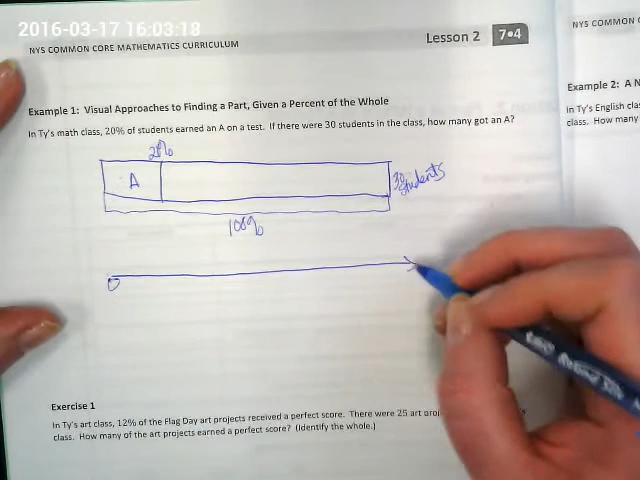 2016-03-17 16:03:18
NYS COMMON CORE MATHEMATICS CURRICULUM
Lesson 2
7•4
NYS COMMON C
Example 1: Visual Approaches to Finding a Part, Given a Percent of the Whole
In Ty's math class, 20% of students earned an A on a test. If there were 30 students in the class, how many got an A?
Example 2: A N
In Ty's English cla
class. How many
20%
A
30 students
100%
0
Exercise 1
In Ty's art class, 12% of the Flag Day art projects received a perfect score. There were 25 art pro
class. How many of the art projects earned a perfect score? (Identify the whole.)